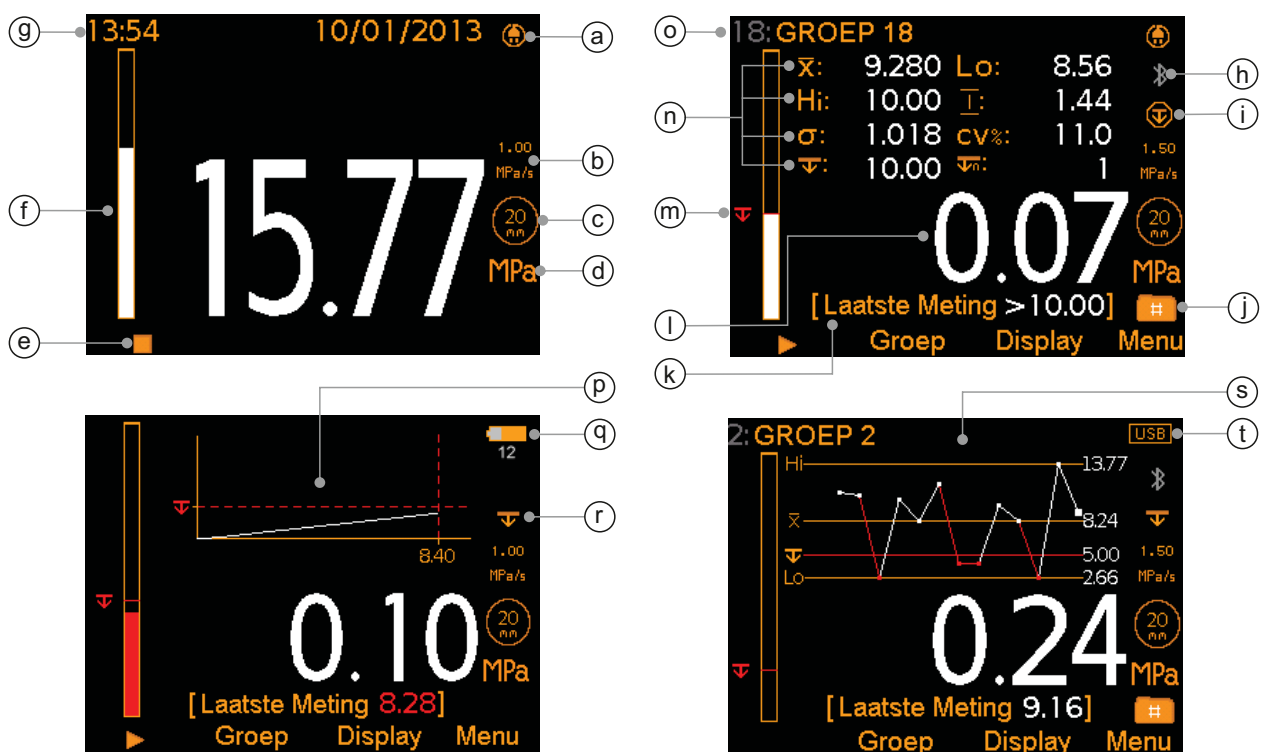 g 13:54 10/01/2013 a
1.00 b
MPa/s
f 15.77 20 mm c
MPa d
e
o 18: GROEP 18
x̅: 9.280 Lo: 8.56 h
n Hi: 10.00 I: 1.44 i
σ: 1.018 cv%: 11.0 1.50
: 10.00 n: 1 MPa/s
m 0.07 20 mm
l MPa
[Laatste Meting >10.00] # j
k Groep Display Menu
p
q
12
r
8.40 1.00
MPa/s
0.10 20 mm
MPa
[Laatste Meting 8.28]
Groep Display Menu
s
2: GROEP 2 USB t
Hi 13.77
x̅ 8.24
5.00 1.50
Lo 2.66 MPa/s
0.24 20 mm
MPa
[Laatste Meting 9.16] #
Groep Display Menu